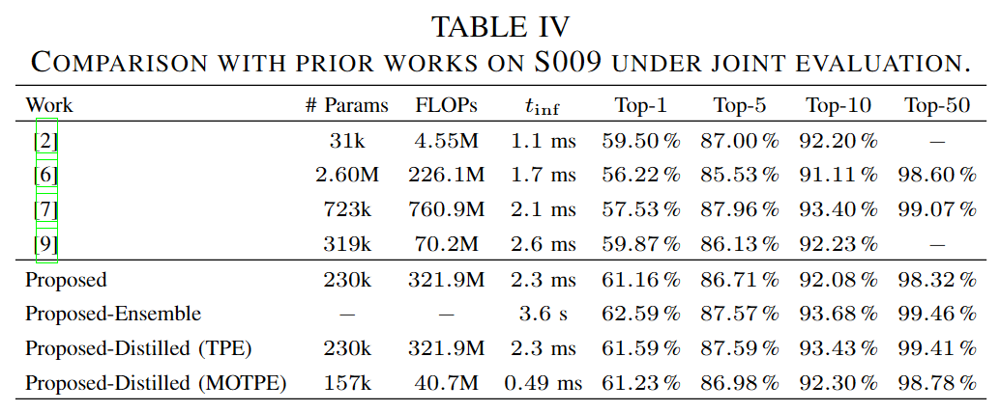 TABLE IV
COMPARISON WITH PRIOR WORKS ON S009 UNDER JOINT EVALUATION.
Work # Params FLOPs t_inf Top-1 Top-5 Top-10 Top-50
[2] 31k 4.55M 1.1 ms 59.50 % 87.00 % 92.20 % −
[6] 2.60M 226.1M 1.7 ms 56.22 % 85.53 % 91.11 % 98.60 %
[7] 723k 760.9M 2.1 ms 57.53 % 87.96 % 93.40 % 99.07 %
[9] 319k 70.2M 2.6 ms 59.87 % 86.13 % 92.23 % −
Proposed 230k 321.9M 2.3 ms 61.16 % 86.71 % 92.08 % 98.32 %
Proposed-Ensemble − − 3.6 s 62.59 % 87.57 % 93.68 % 99.46 %
Proposed-Distilled (TPE) 230k 321.9M 2.3 ms 61.59 % 87.59 % 93.43 % 99.41 %
Proposed-Distilled (MOTPE) 157k 40.7M 0.49 ms 61.23 % 86.98 % 92.30 % 98.78 %